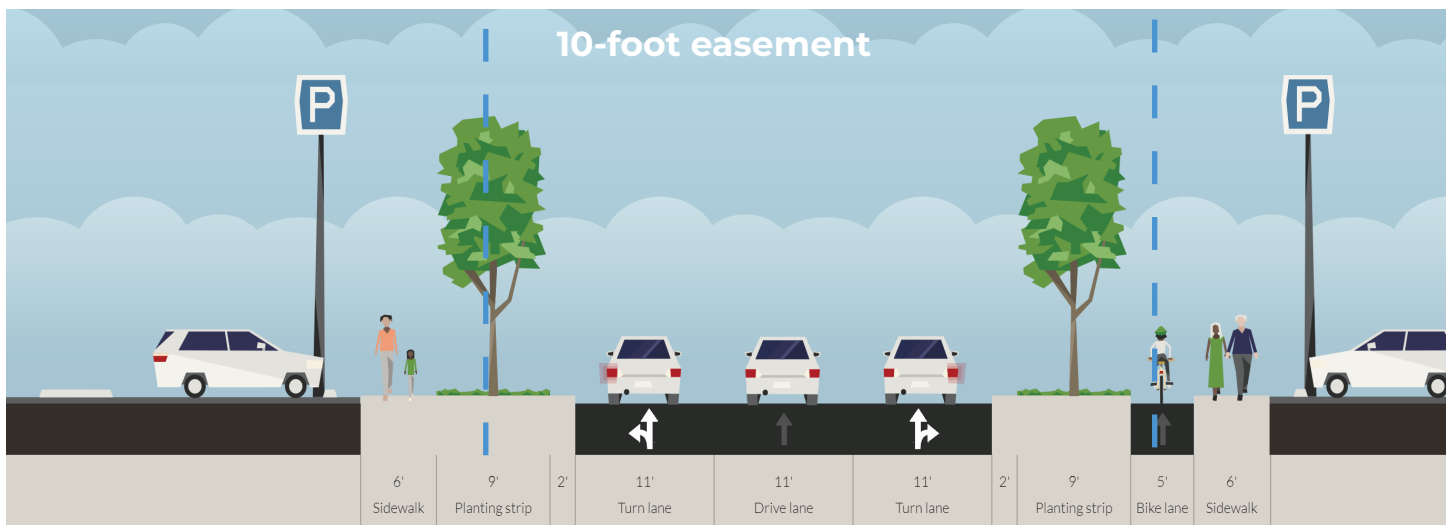 10-foot easement
P
P
6' 9' 2' 11' 11' 11' 2' 9' 5' 6'
Sidewalk Planting strip Turn lane Drive lane Turn lane Planting strip Bike lane Sidewalk